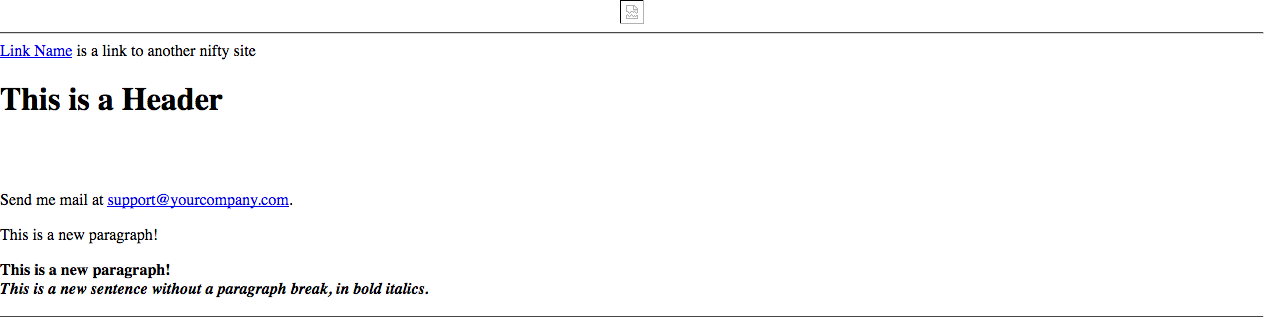 Link Name is a link to another nifty site
This is a Header
Send me mail at support@yourcompany.com.
This is a new paragraph!
This is a new paragraph!
This is a new sentence without a paragraph break, in bold italics.